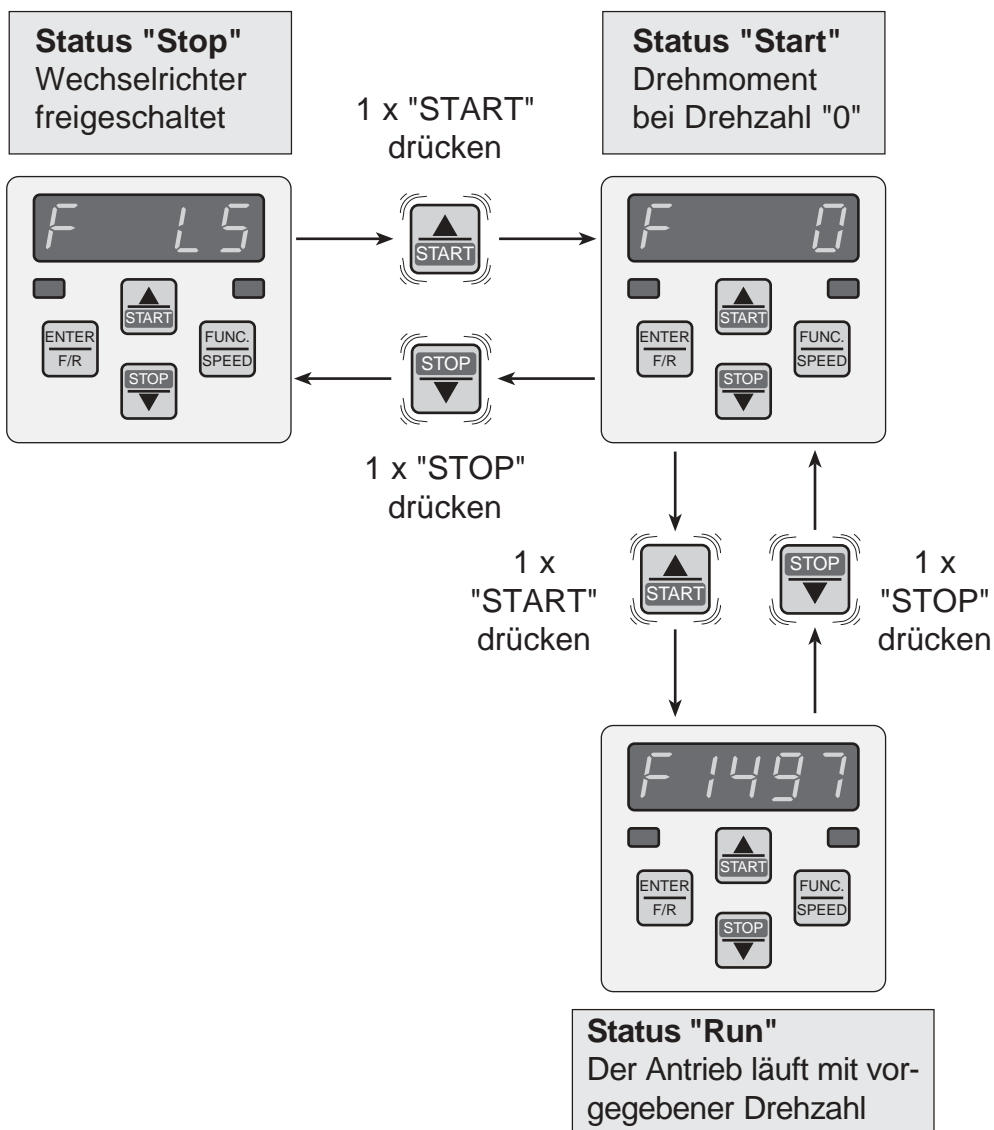 Status "Stop"
Wechselrichter
freigeschaltet
1 x "START"
drücken
Status "Start"
Drehmoment
bei Drehzahl "0"
F LS
START
ENTER
F/R
FUNC.
SPEED
STOP
START
STOP
1 x "STOP"
drücken
F 0
START
ENTER
F/R
FUNC.
SPEED
STOP
1 x
"START"
drücken
START
STOP
1 x
"STOP"
drücken
F1497
START
ENTER
F/R
FUNC.
SPEED
STOP
Status "Run"
Der Antrieb läuft mit vor-
gegebener Drehzahl